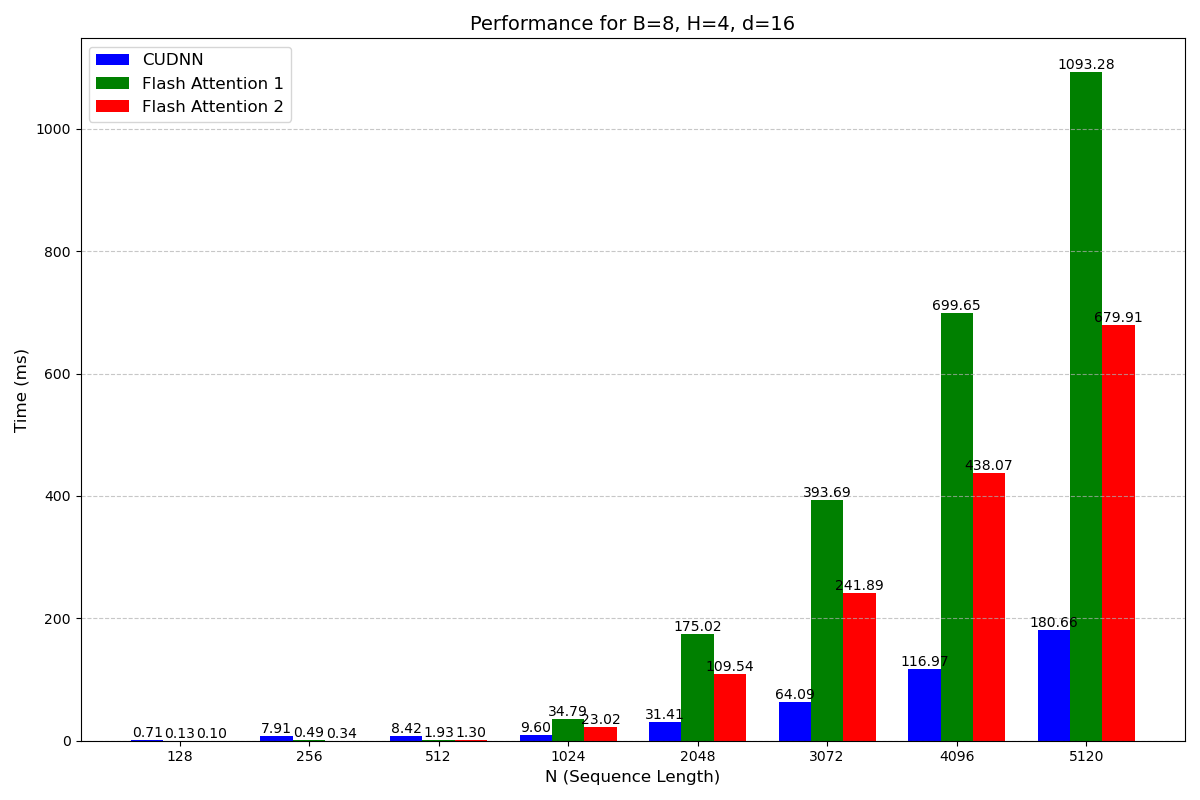 Performance for B=8, H=4, d=16
CUDNN
Flash Attention 1
Flash Attention 2
Time (ms)
1000
800
600
400
200
0
0.71 0.13 0.10
7.91 0.49 0.34
8.42 1.93 1.30
9.60 34.79 23.02
31.41 175.02 109.54
64.09 393.69 241.89
116.97 699.65 438.07
180.66 1093.28 679.91
128 256 512 1024 2048 3072 4096 5120
N (Sequence Length)